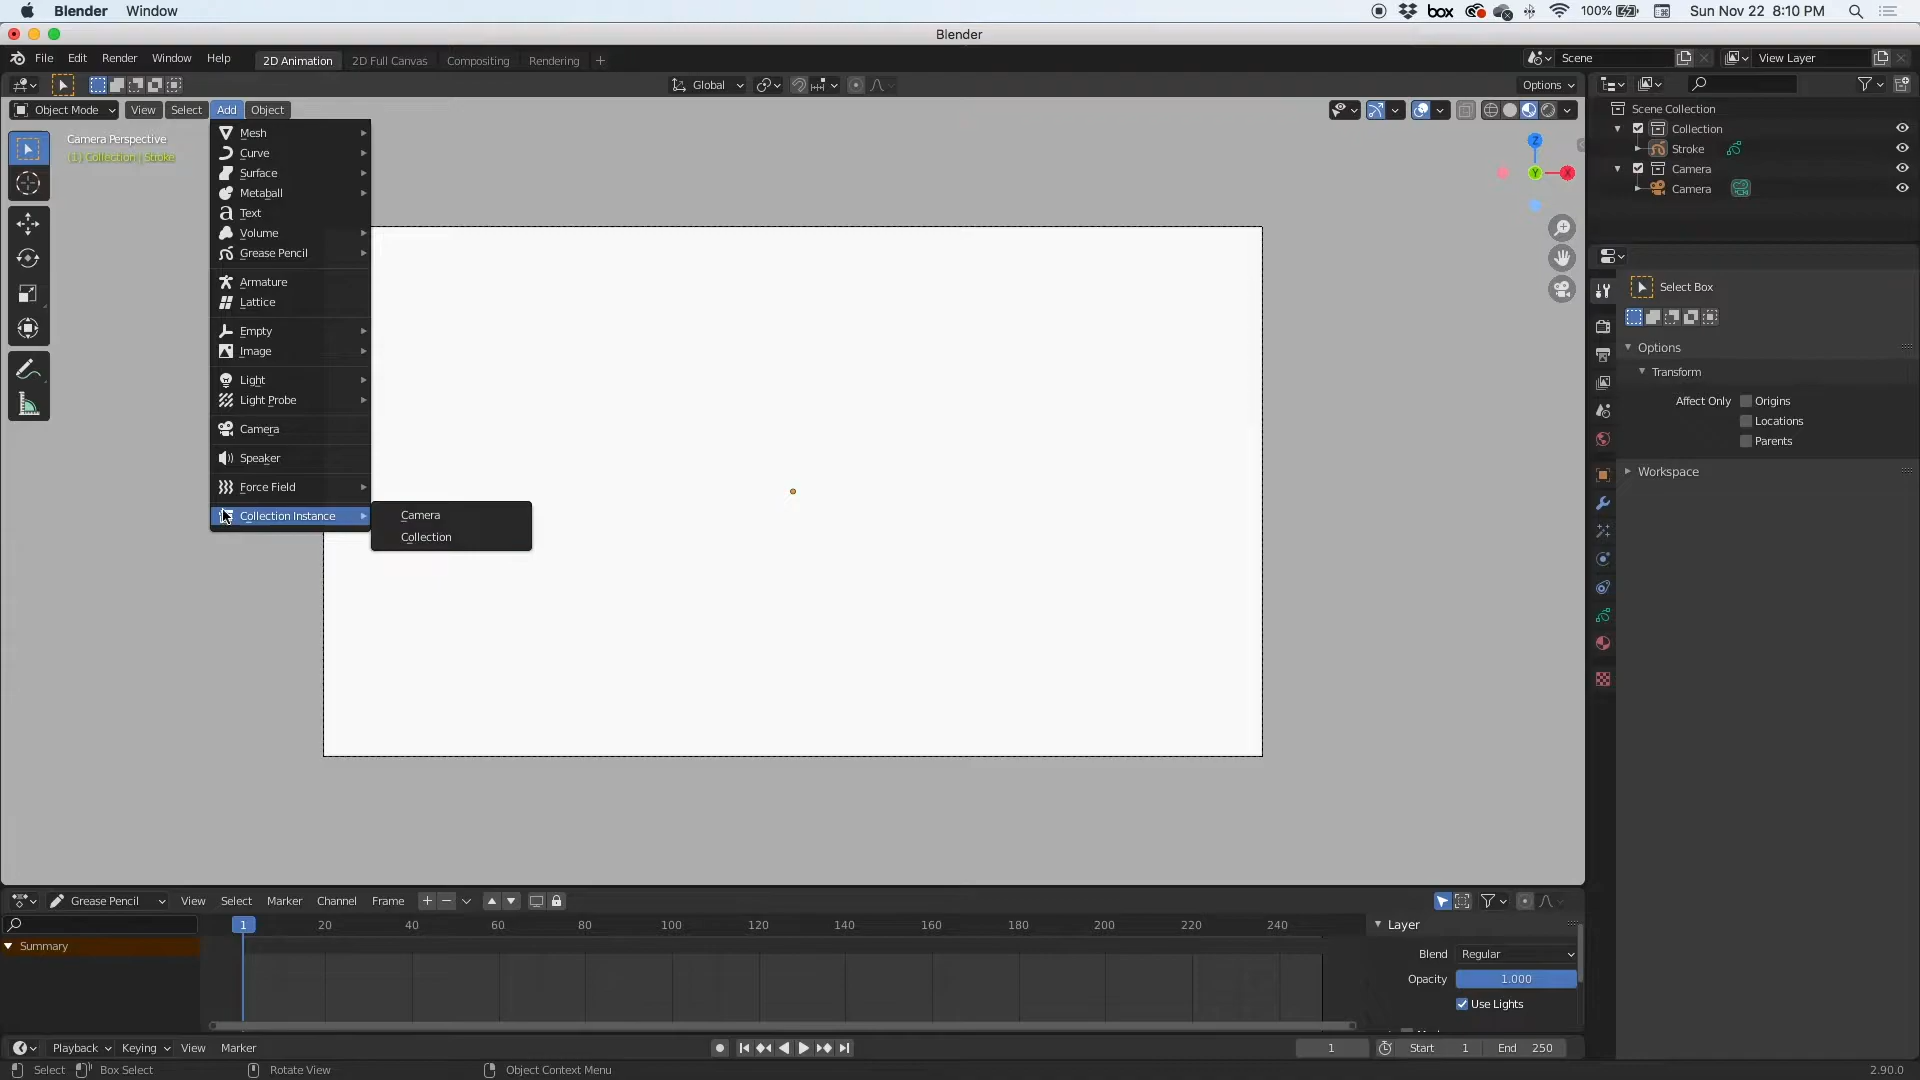 Blender Window box 100% Sun Nov 22 8:10 PM
Blender
File Edit Render Window Help 2D Animation 2D Full Canvas Compositing Rendering + Scene View Layer
Global Options
Object Mode View Select Add Object
Camera Perspective
(1) Collection | Stroke
Mesh
Curve
Surface
Metaball
Text
Volume
Grease Pencil
Armature
Lattice
Empty
Image
Light
Light Probe
Camera
Speaker
Force Field
Collection Instance
Camera
Collection
Z
Y
X
Scene Collection
Collection
Stroke
Camera
Camera
Select Box
Options
Transform
Affect Only Origins
Locations
Parents
Workspace
Grease Pencil View Select Marker Channel Frame
1 20 40 60 80 100 120 140 160 180 200 220 240
Summary
Layer
Blend Regular
Opacity 1.000
Use Lights
Playback Keying View Marker 1 Start 1 End 250
Select Box Select Rotate View Object Context Menu 2.90.0